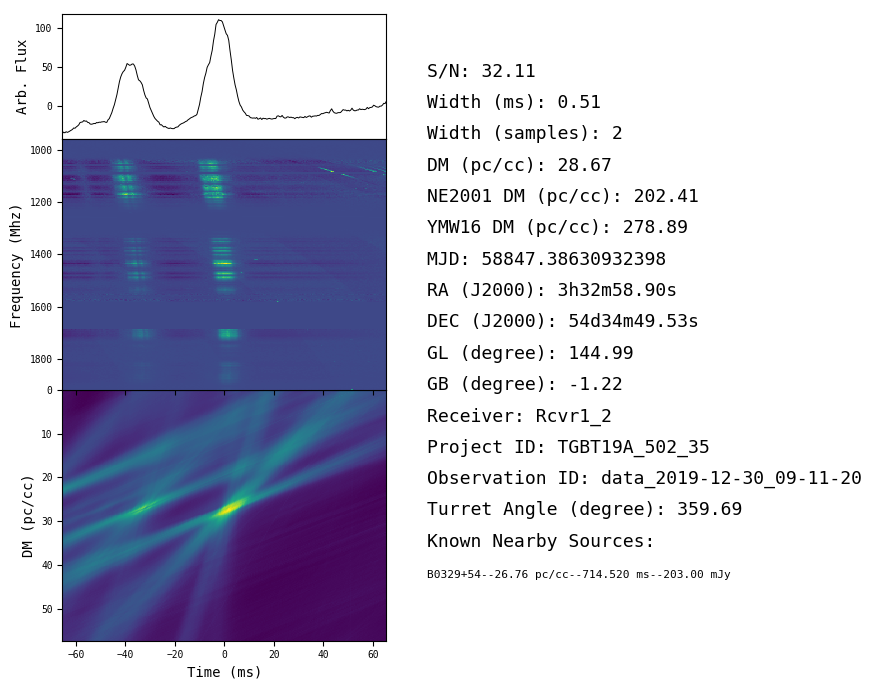 100
50
0
Arb. Flux
1000
1200
1400
1600
1800
Frequency (Mhz)
0
10
20
30
40
50
DM (pc/cc)
−60 −40 −20 0 20 40 60
Time (ms)
S/N: 32.11
Width (ms): 0.51
Width (samples): 2
DM (pc/cc): 28.67
NE2001 DM (pc/cc): 202.41
YMW16 DM (pc/cc): 278.89
MJD: 58847.38630932398
RA (J2000): 3h32m58.90s
DEC (J2000): 54d34m49.53s
GL (degree): 144.99
GB (degree): -1.22
Receiver: Rcvr1_2
Project ID: TGBT19A_502_35
Observation ID: data_2019-12-30_09-11-20
Turret Angle (degree): 359.69
Known Nearby Sources:
B0329+54--26.76 pc/cc--714.520 ms--203.00 mJy